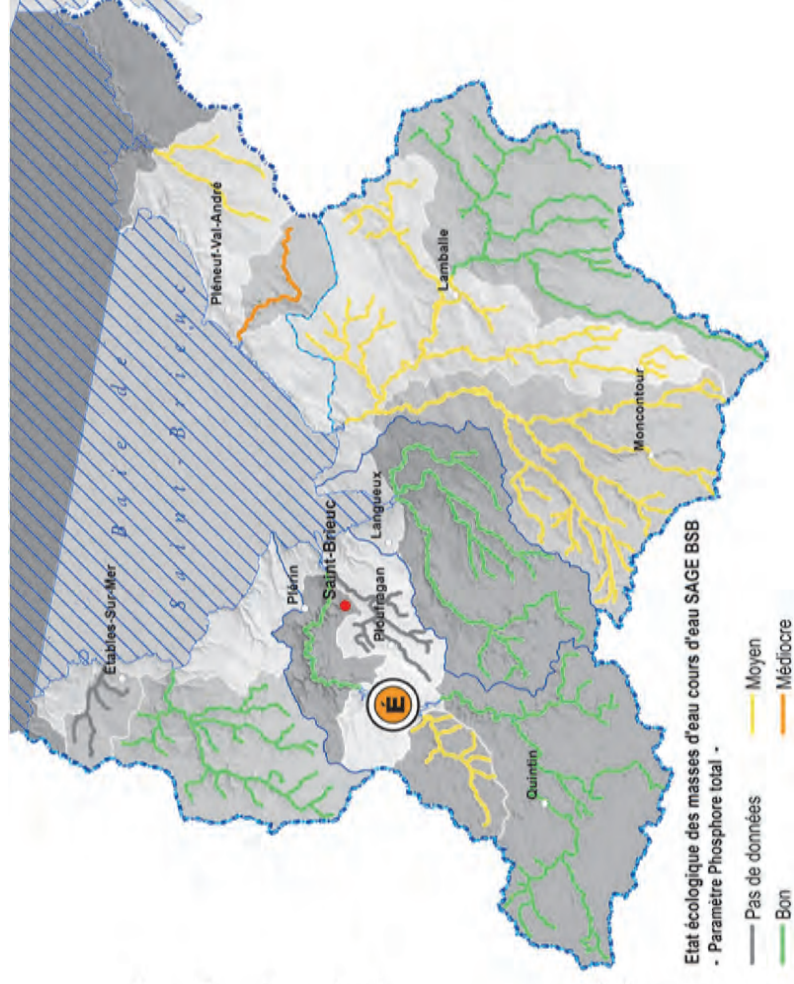 Etables-Sur-Mer
Baie de
Saint-Brieuc
Pléneuf-Val-André
Plérin
Saint-Brieuc
Langueux
Ploufragan
Lamballe
É
Quintin
Moncontour
Etat écologique des masses d'eau cours d'eau SAGE BSB
- Paramètre Phosphore total -
Pas de données
Bon
Moyen
Médiocre